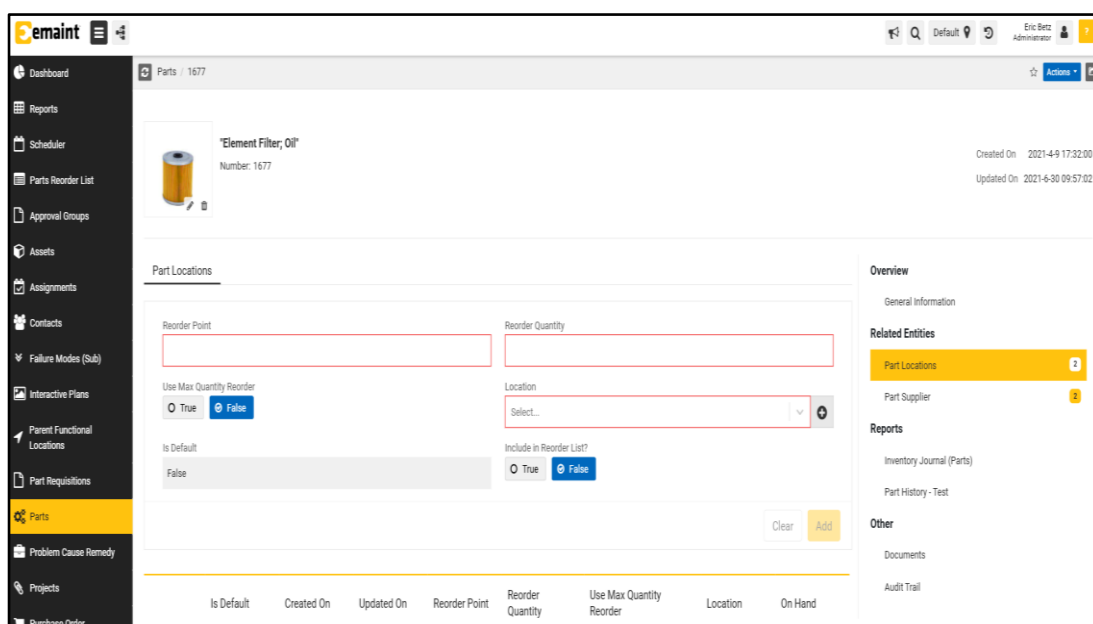 emaint
Default
Eric Betz
Administrator
?
Dashboard
Reports
Scheduler
Parts Reorder List
Approval Groups
Assets
Assignments
Contacts
Failure Modes (Sub)
Interactive Plans
Parent Functional
Locations
Part Requisitions
Parts
Problem Cause Remedy
Projects
Purchase Order
Parts / 1677
Actions
"Element Filter; Oil"
Number: 1677
Created On 2021-4-9 17:32:00
Updated On 2021-6-30 09:57:02
Part Locations
Reorder Point
Reorder Quantity
Use Max Quantity Reorder
True False
Location
Select...
Is Default
False
Include in Reorder List?
True False
Clear Add
Is Default Created On Updated On Reorder Point Reorder Quantity Use Max Quantity Reorder Location On Hand
Overview
General Information
Related Entities
Part Locations 2
Part Supplier 2
Reports
Inventory Journal (Parts)
Part History - Test
Other
Documents
Audit Trail